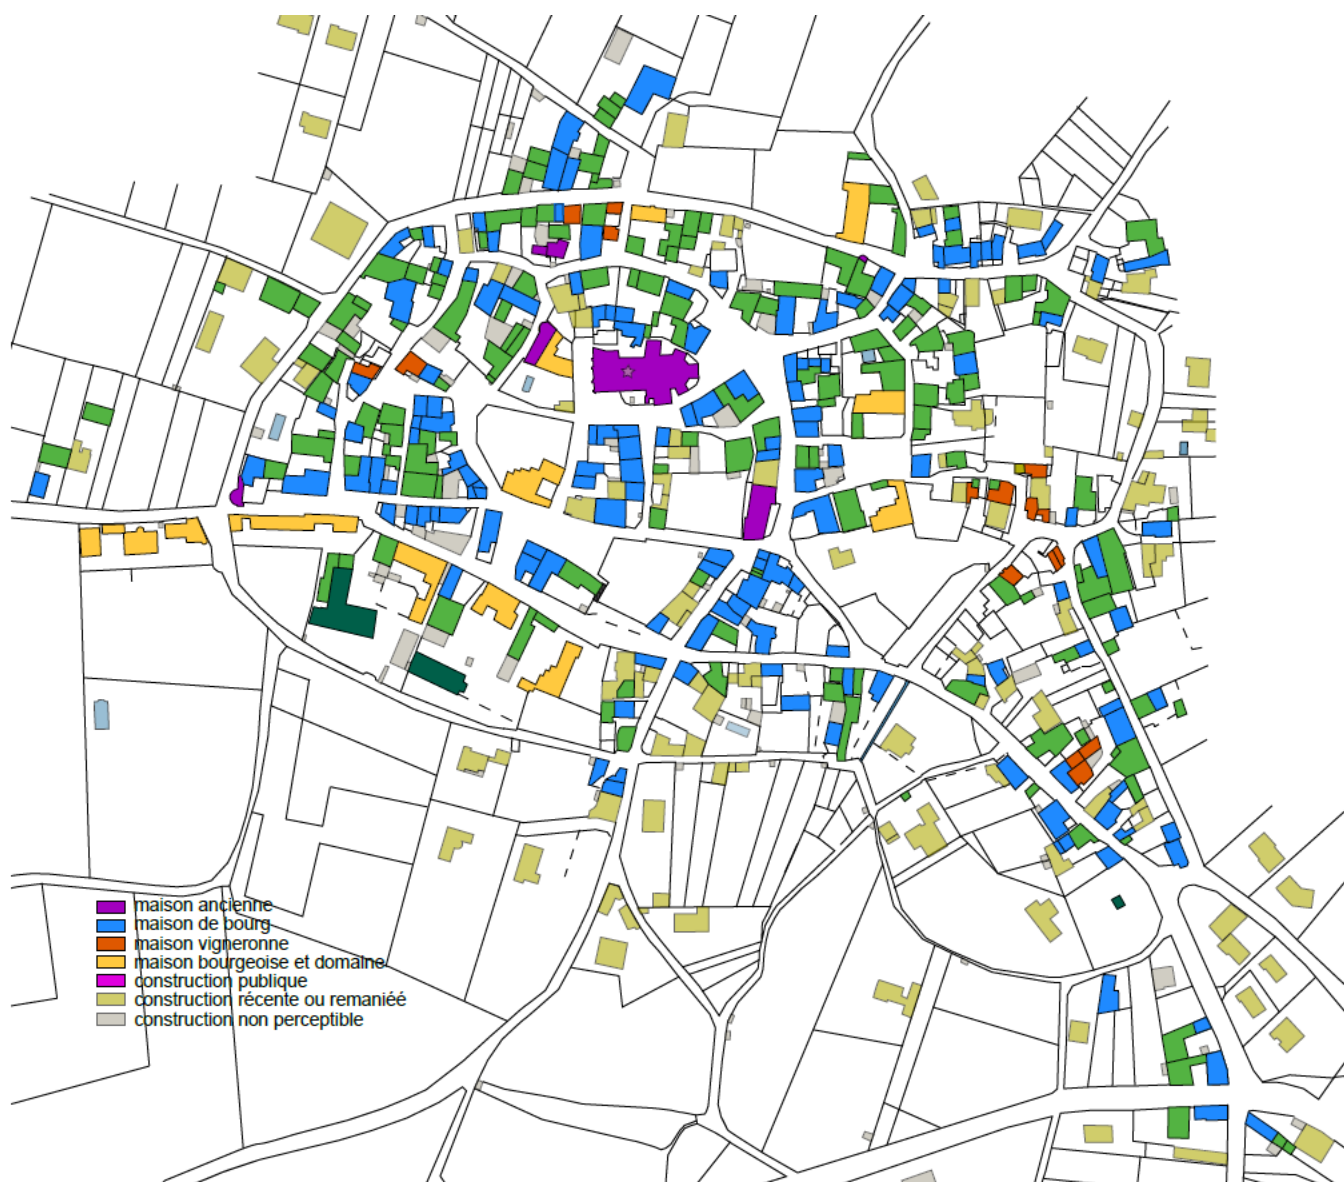 maison ancienne
maison de bourg
maison vigneronne
maison bourgeoise et domaine
construction publique
construction récente ou remaniéé
construction non perceptible